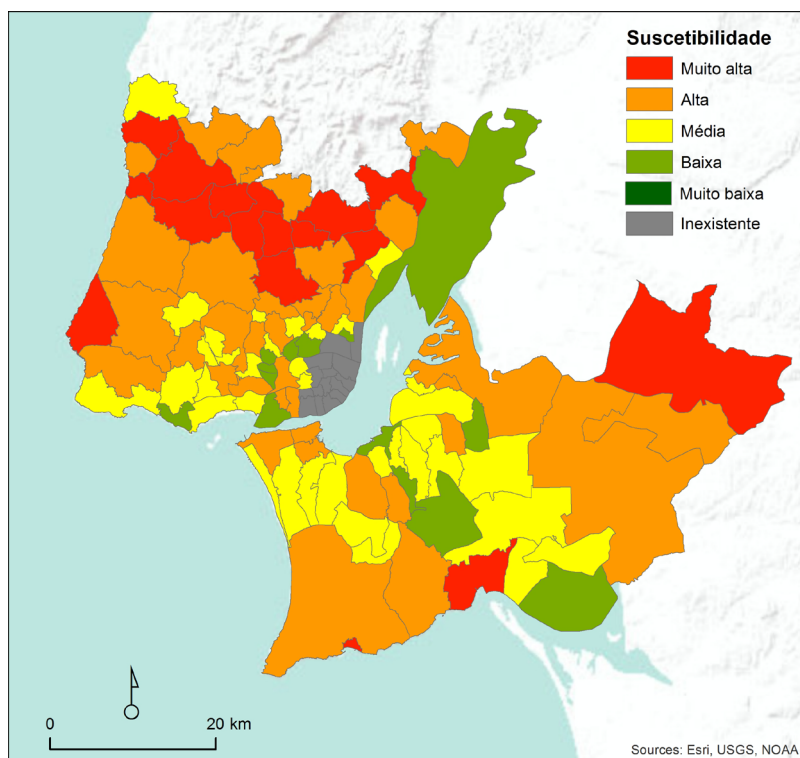 Suscetibilidade
Muito alta
Alta
Média
Baixa
Muito baixa
Inexistente
0 20 km
Sources: Esri, USGS, NOAA